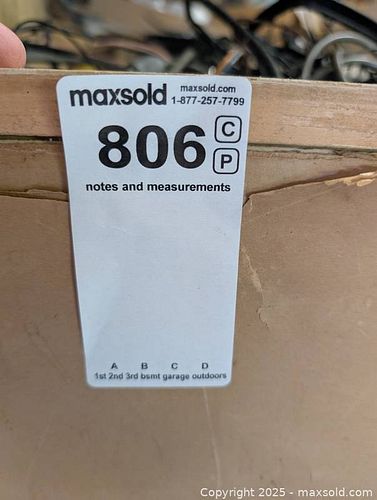 maxsold maxsold.com
1-877-257-7799
806 C
P
notes and measurements
A B C D
1st 2nd 3rd bsmt garage outdoors
Copyright © 2025 - maxsold.com